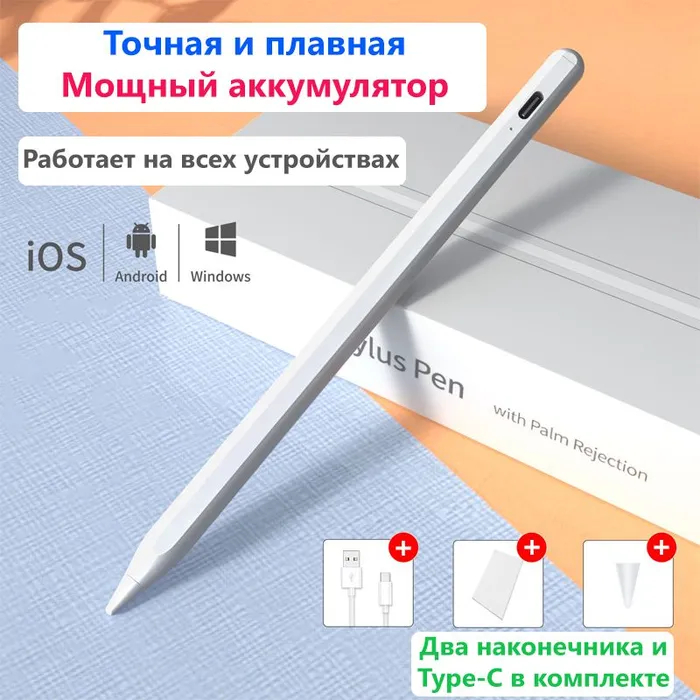 Точная и плавная
Мощный аккумулятор
Работает на всех устройствах
iOS
Android
Windows
Pen
with Palm Rejection
Два наконечника и
Type-C в комплекте